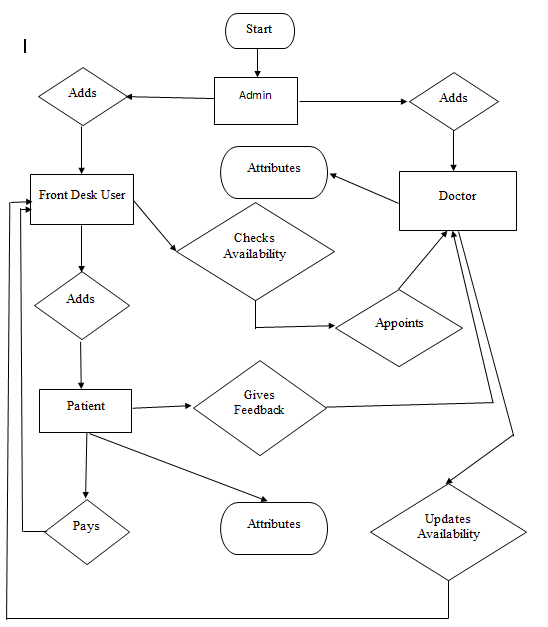 Start
Adds
Admin
Adds
Attributes
Front Desk User
Doctor
Checks
Availability
Adds
Appoints
Patient
Gives
Feedback
Pays
Attributes
Updates
Availability